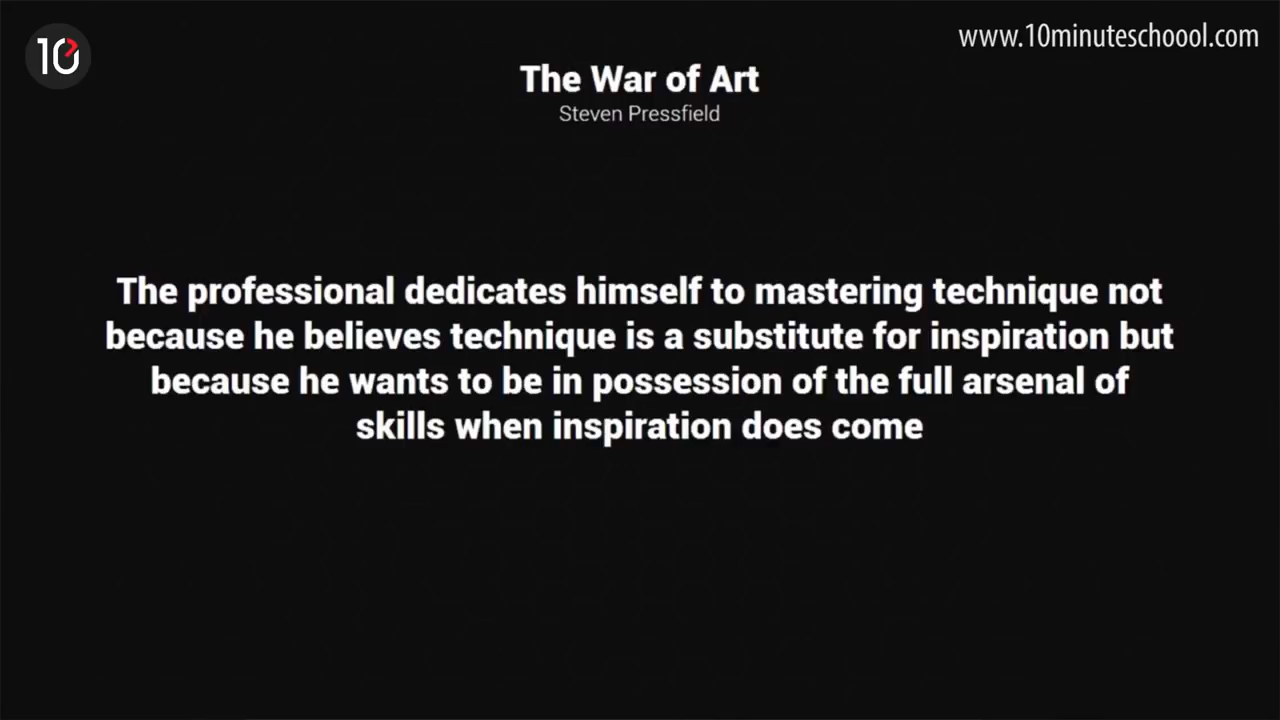 10
www.10minuteschoool.com
The War of Art
Steven Pressfield
The professional dedicates himself to mastering technique not
because he believes technique is a substitute for inspiration but
because he wants to be in possession of the full arsenal of
skills when inspiration does come